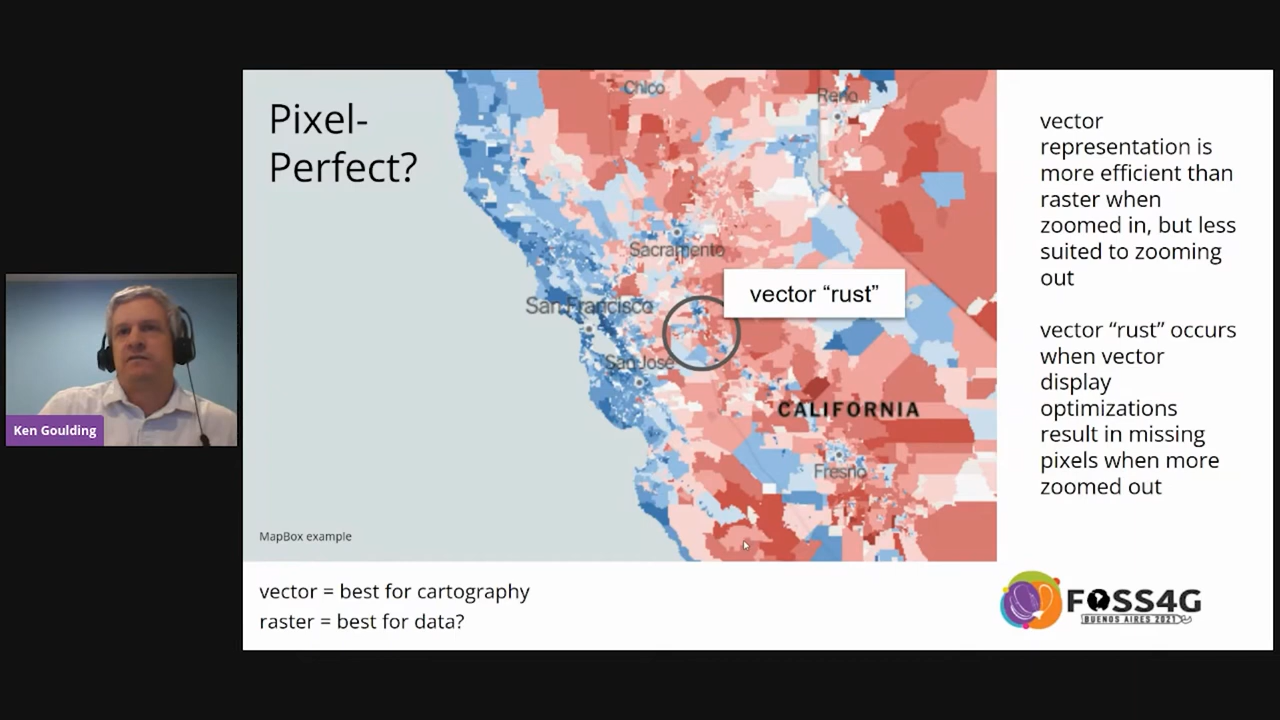 Pixel-
Perfect?
Chico
Reno
Sacramento
vector “rust”
San Francisco
San Jose
CALIFORNIA
Fresno
MapBox example
vector
representation is
more efficient than
raster when
zoomed in, but less
suited to zooming
out
vector “rust” occurs
when vector
display
optimizations
result in missing
pixels when more
zoomed out
vector = best for cartography
raster = best for data?
FOSS4G
BUENOS AIRES 2021
Ken Goulding